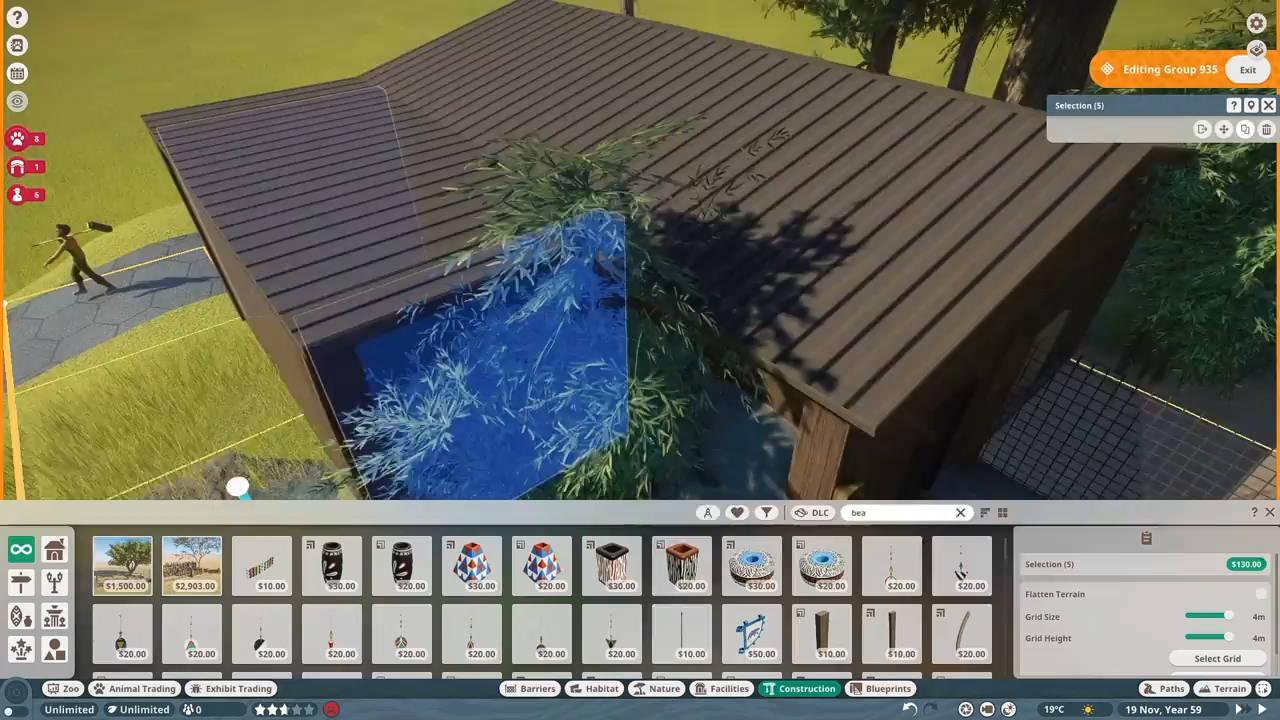 ?
Editing Group 935
Exit
Selection (5)
?
8
1
6
DLC
bea
?
$1,500.00
$2,903.00
$10.00
$30.00
$20.00
$30.00
$20.00
$30.00
$20.00
$30.00
$20.00
$20.00
$20.00
$20.00
$20.00
$20.00
$20.00
$20.00
$20.00
$20.00
$20.00
$10.00
$50.00
$10.00
$10.00
$20.00
Selection (5)
$130.00
Flatten Terrain
Grid Size
4m
Grid Height
4m
Select Grid
Zoo
Animal Trading
Exhibit Trading
Barriers
Habitat
Nature
Facilities
Construction
Blueprints
Paths
Terrain
Unlimited
Unlimited
0
19°C
19 Nov, Year 59